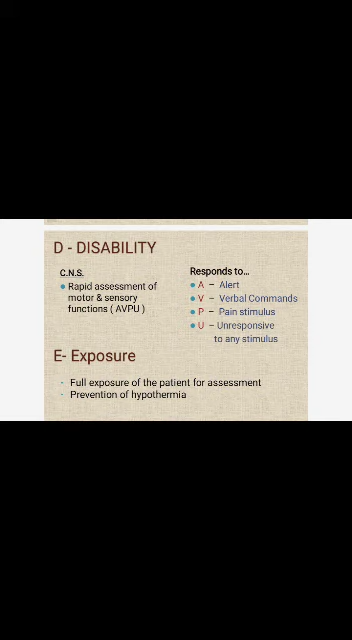 D - DISABILITY
C.N.S.
Rapid assessment of
motor & sensory
functions ( AVPU )
Responds to...
A – Alert
V – Verbal Commands
P – Pain stimulus
U – Unresponsive
to any stimulus
E- Exposure
Full exposure of the patient for assessment
Prevention of hypothermia